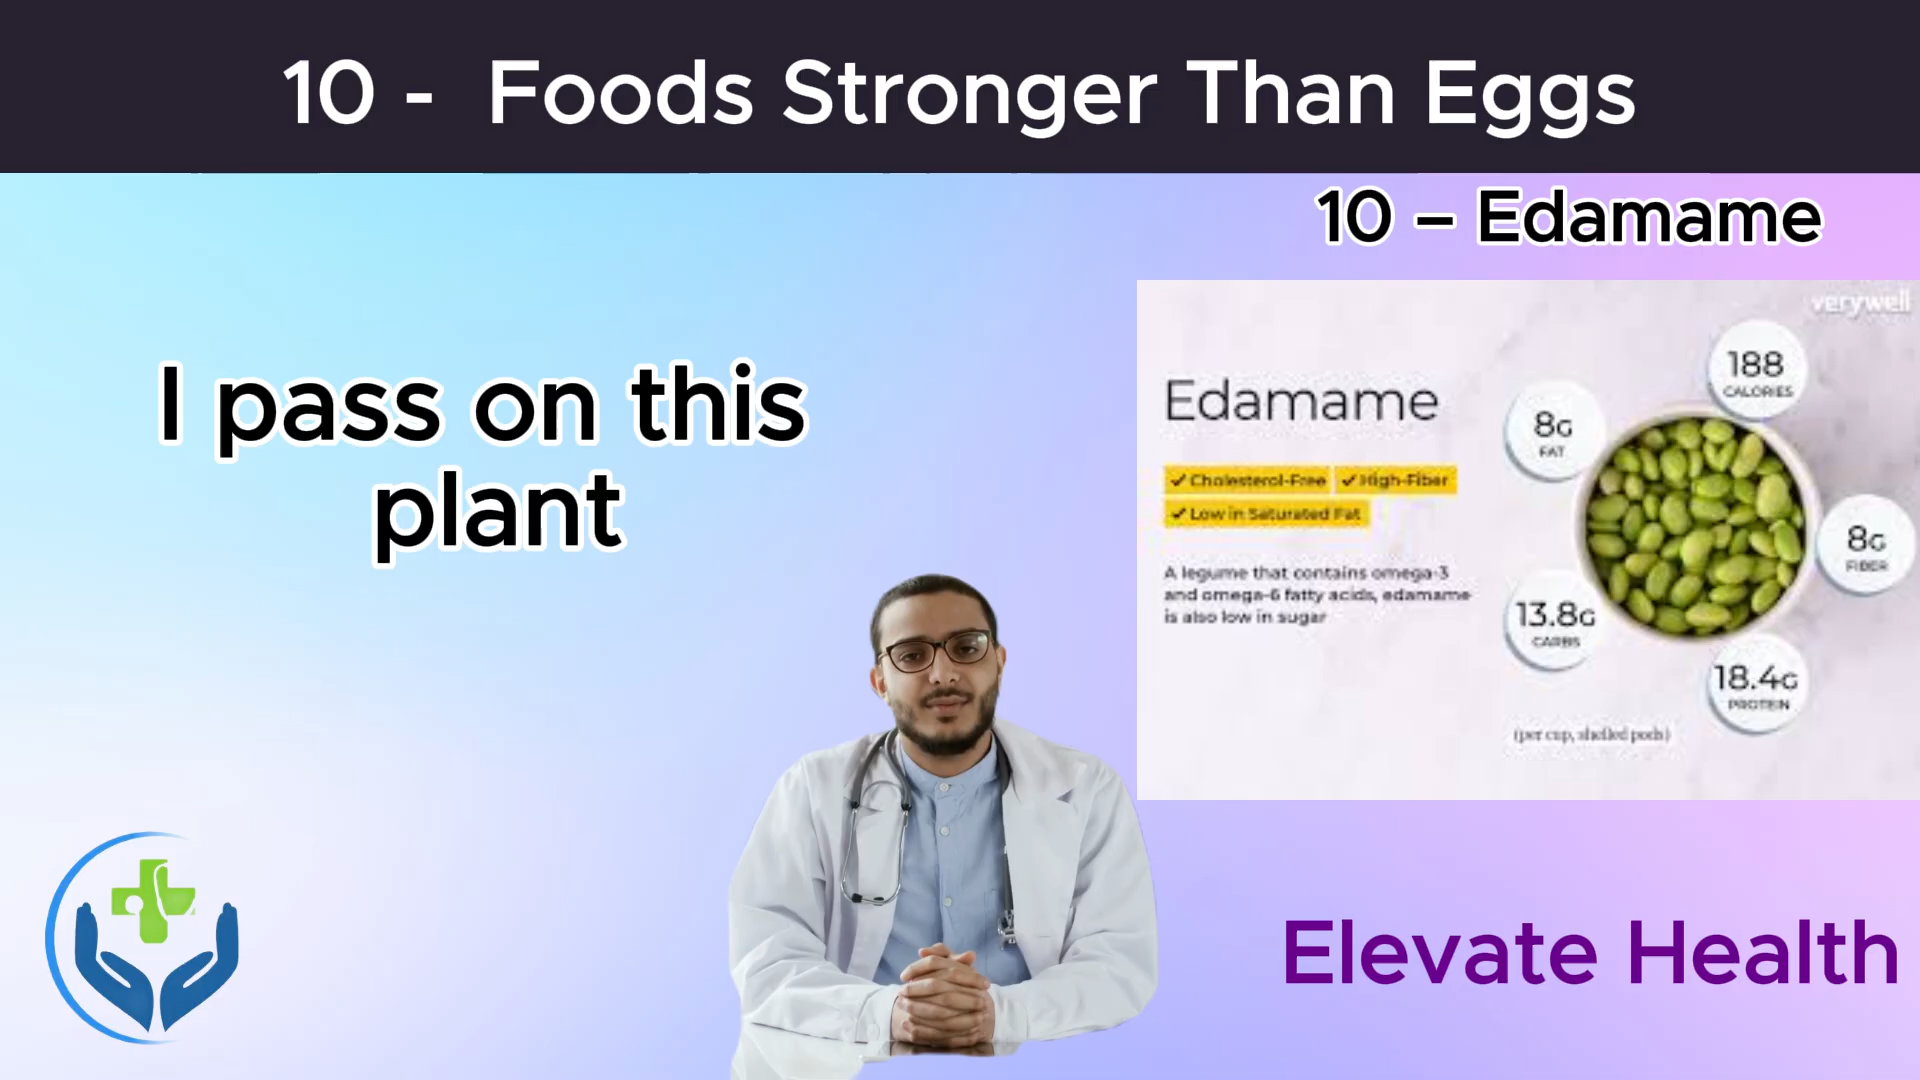 10 - Foods Stronger Than Eggs
10 – Edamame
I pass on this
plant
verywell
Edamame
✓ Cholesterol-Free ✓ High-Fiber
✓ Low in Saturated Fat
A legume that contains omega-3
and omega-6 fatty acids, edamame
is also low in sugar
188
CALORIES
8G
FAT
8G
FIBER
13.8G
CARBS
18.4G
PROTEIN
(per cup, shelled pods)
Elevate Health